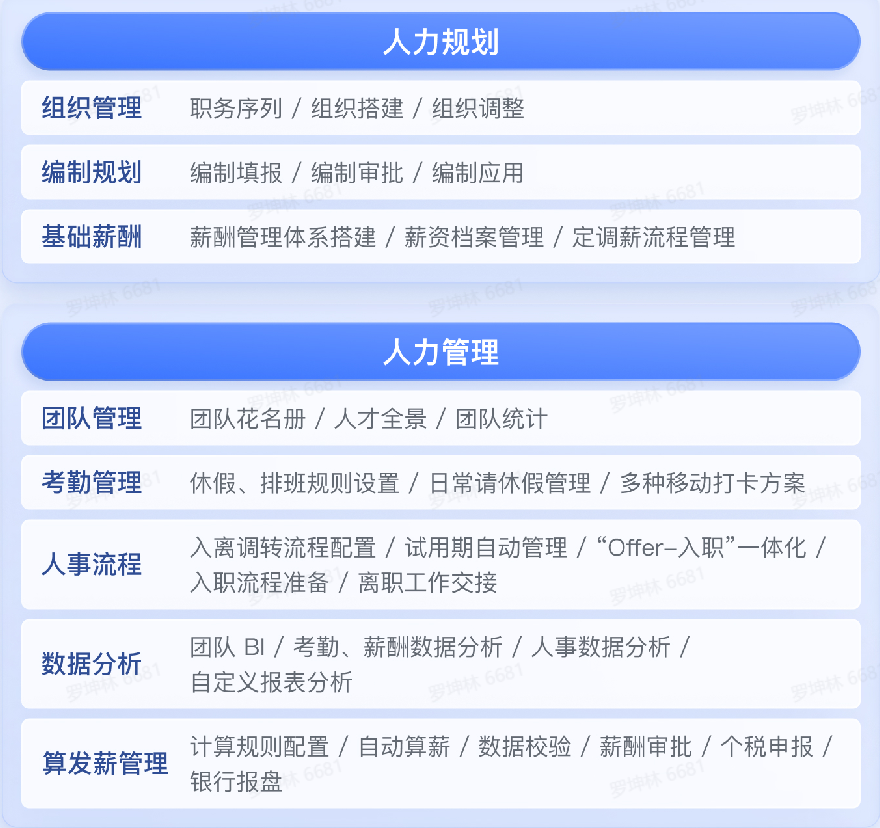 人力规划
组织管理 职务序列 / 组织搭建 / 组织调整
编制规划 编制填报 / 编制审批 / 编制应用
基础薪酬 薪酬管理体系搭建 / 薪资档案管理 / 定调薪流程管理
人力管理
团队管理 团队花名册 / 人才全景 / 团队统计
考勤管理 休假、排班规则设置 / 日常请休假管理 / 多种移动打卡方案
人事流程 入离调转流程配置 / 试用期自动管理 / “Offer–入职”一体化 /
入职流程准备 / 离职工作交接
数据分析 团队 BI / 考勤、薪酬数据分析 / 人事数据分析 /
自定义报表分析
算发薪管理 计算规则配置 / 自动算薪 / 数据校验 / 薪酬审批 / 个税申报 /
银行报盘
罗坤林 6681